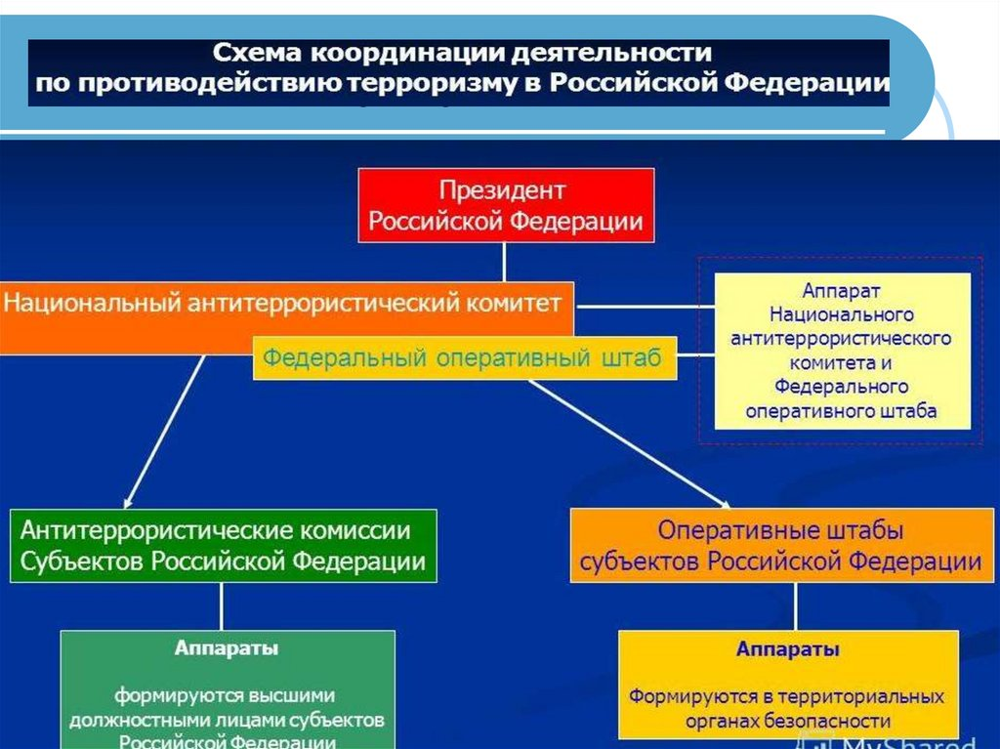 Схема координации деятельности
по противодействию терроризму в Российской Федерации
Президент
Российской Федерации
Национальный антитеррористический комитет
Федеральный оперативный штаб
Аппарат
Национального
антитеррористического
комитета и
Федерального
оперативного штаба
Антитеррористические комиссии
Субъектов Российской Федерации
Оперативные штабы
субъектов Российской Федерации
Аппараты
формируются высшими
должностными лицами субъектов
Российской Федерации
Аппараты
Формируются в территориальных
органах безопасности
MyShared